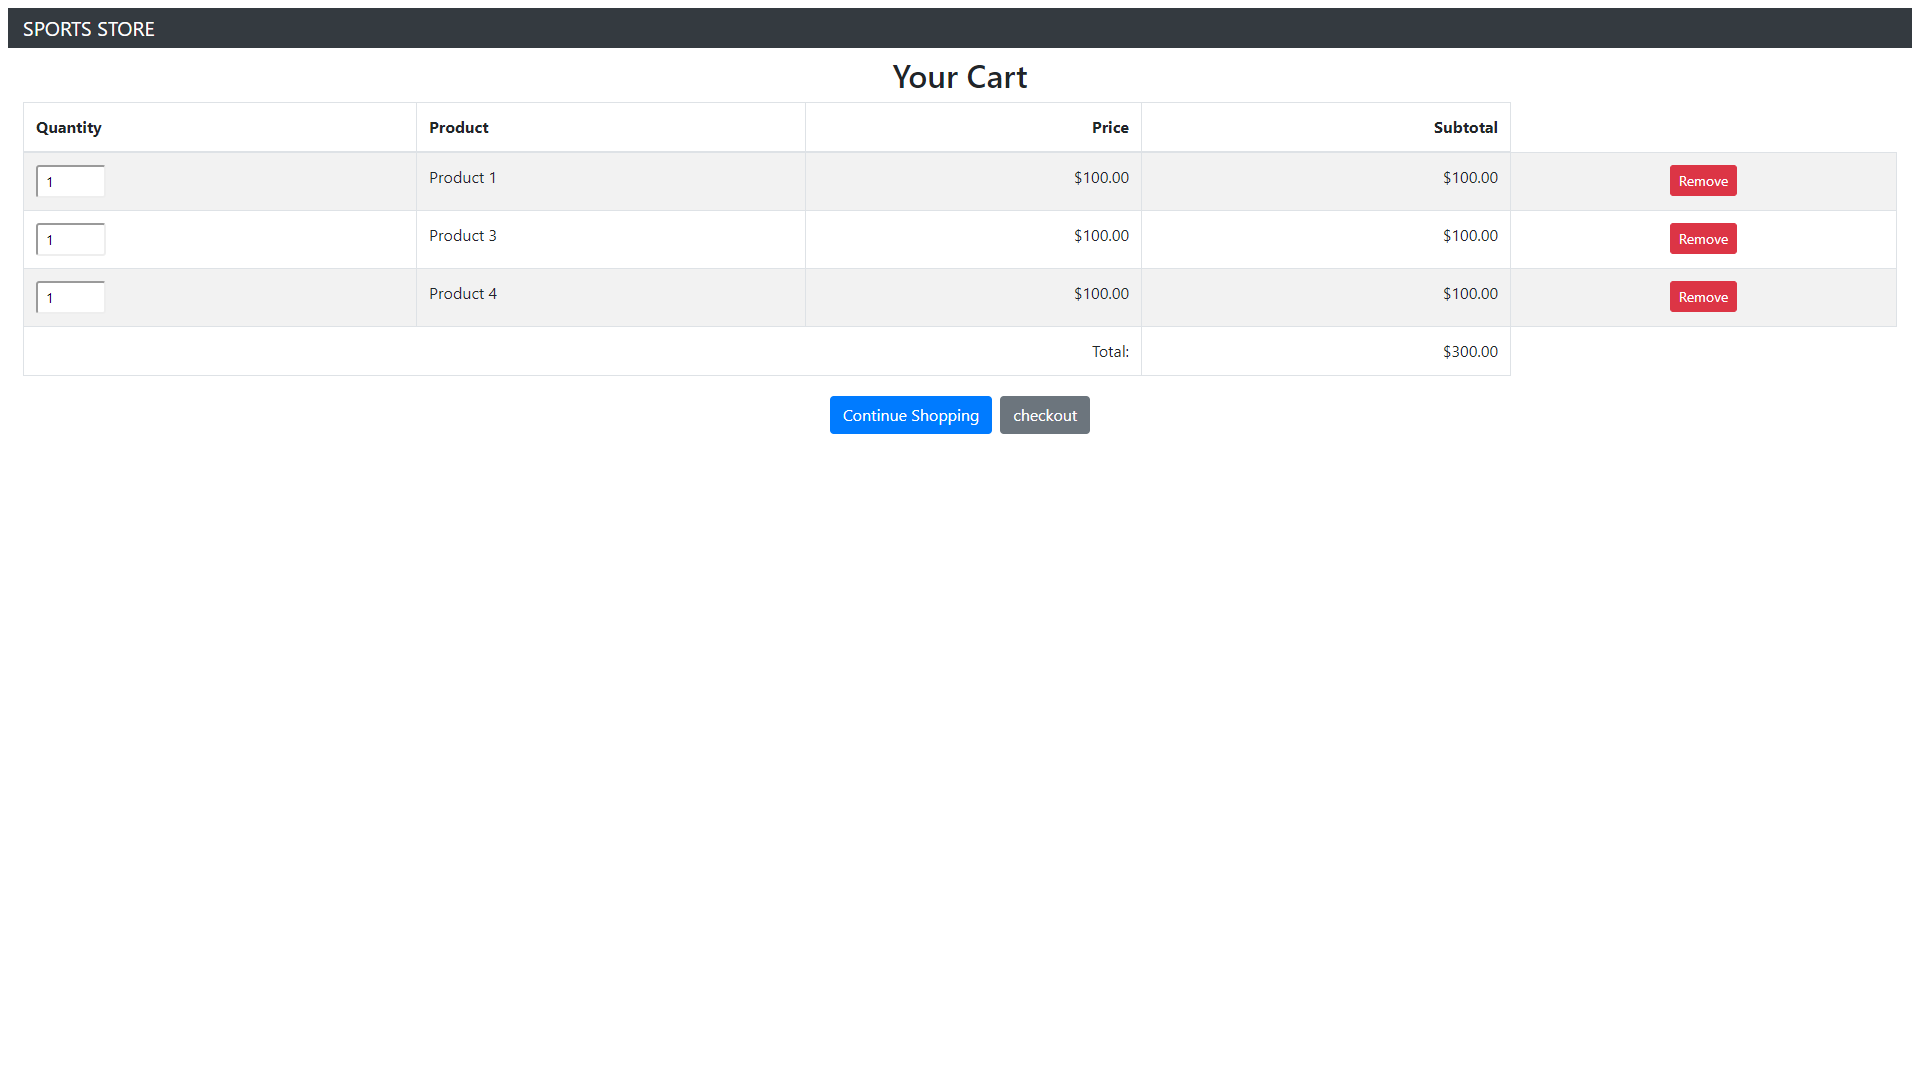 SPORTS STORE
Your Cart
Quantity Product Price Subtotal
1 Product 1 $100.00 $100.00 Remove
1 Product 3 $100.00 $100.00 Remove
1 Product 4 $100.00 $100.00 Remove
Total: $300.00
Continue Shopping checkout